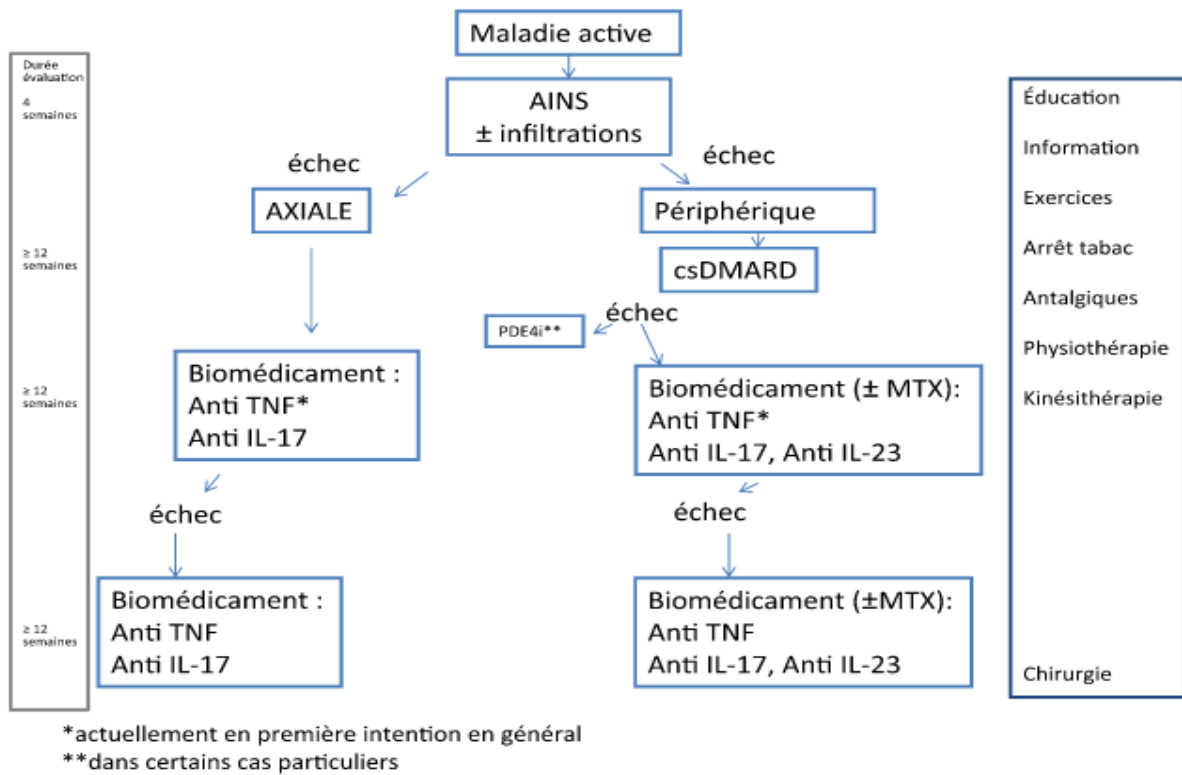 Maladie active
Durée
évaluation
4
semaines
AINS
± infiltrations
échec
échec
AXIALE
Périphérique
≥ 12
semaines
csDMARD
échec
PDE4i**
≥ 12
semaines
Biomédicament :
Anti TNF*
Anti IL-17
Biomédicament (± MTX):
Anti TNF*
Anti IL-17, Anti IL-23
échec
échec
≥ 12
semaines
Biomédicament :
Anti TNF
Anti IL-17
Biomédicament (±MTX):
Anti TNF
Anti IL-17, Anti IL-23
Éducation
Information
Exercices
Arrêt tabac
Antalgiques
Physiothérapie
Kinésithérapie
Chirurgie
*actuellement en première intention en général
**dans certains cas particuliers